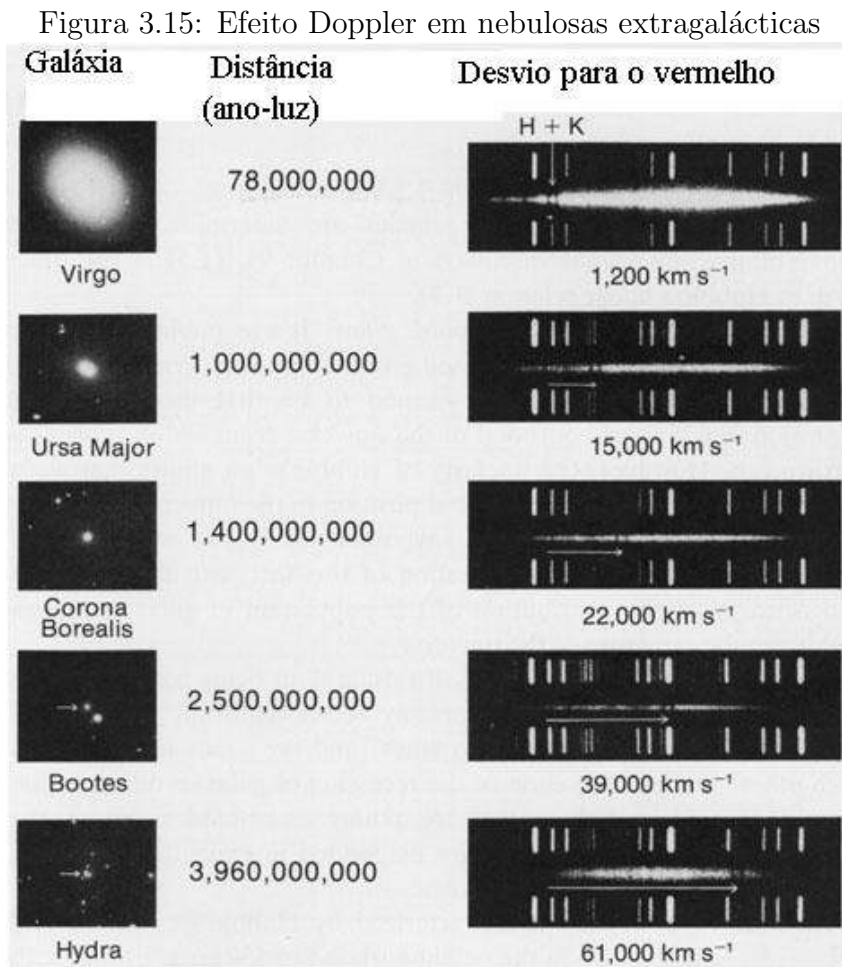 Figura 3.15: Efeito Doppler em nebulosas extragalácticas
Galáxia Distância Desvio para o vermelho
(ano-luz)
H + K
78,000,000
Virgo 1,200 km s⁻¹
1,000,000,000
Ursa Major 15,000 km s⁻¹
1,400,000,000
Corona
Borealis 22,000 km s⁻¹
2,500,000,000
Bootes 39,000 km s⁻¹
3,960,000,000
Hydra 61,000 km s⁻¹